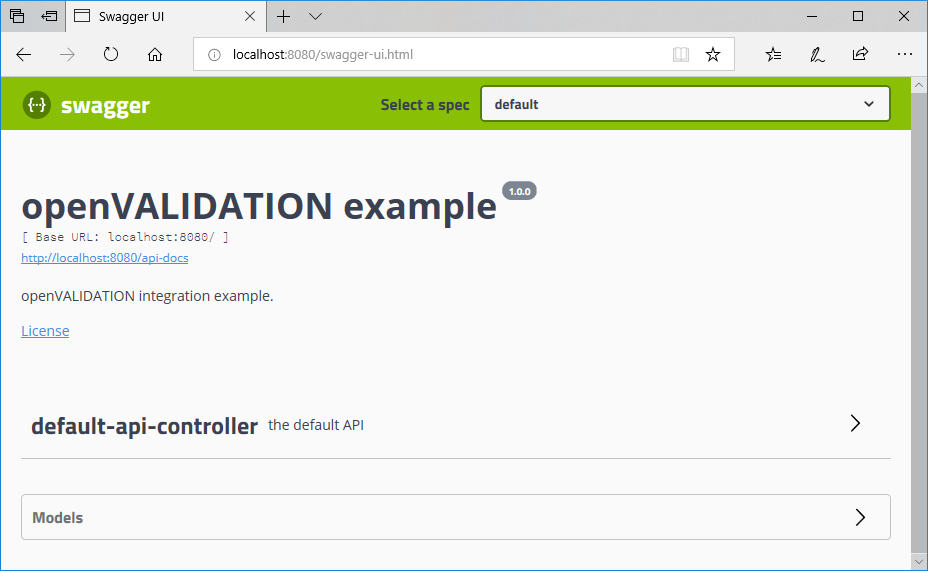 Swagger UI
localhost:8080/swagger-ui.html
{··} swagger
Select a spec
default
openVALIDATION example 1.0.0
[ Base URL: localhost:8080/ ]
http://localhost:8080/api-docs
openVALIDATION integration example.
License
default-api-controller the default API
Models